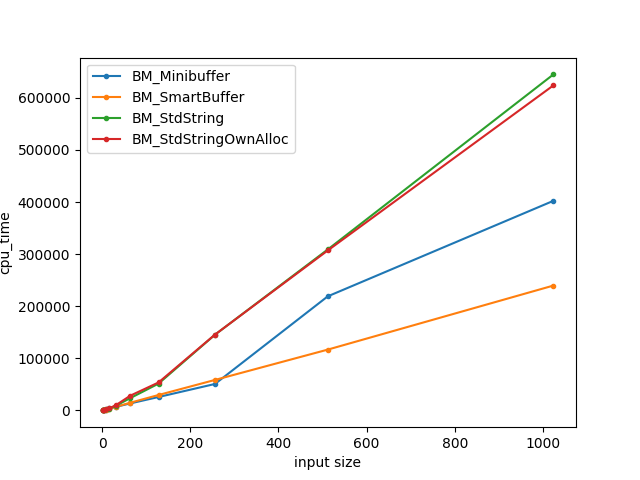 BM_Minibuffer
BM_SmartBuffer
BM_StdString
BM_StdStringOwnAlloc
600000
500000
400000
300000
200000
100000
0
cpu_time
0 200 400 600 800 1000
input size